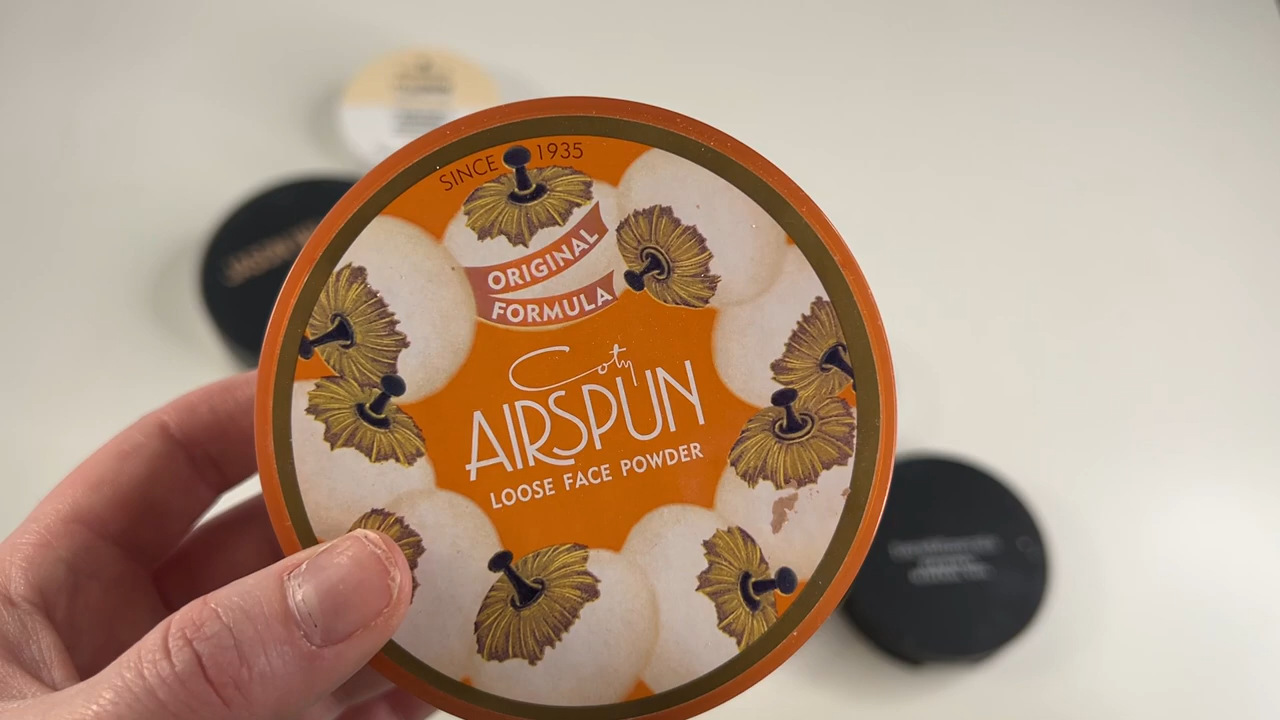 SINCE 1935
ORIGINAL
FORMULA
Coty
AIRSPUN
LOOSE FACE POWDER